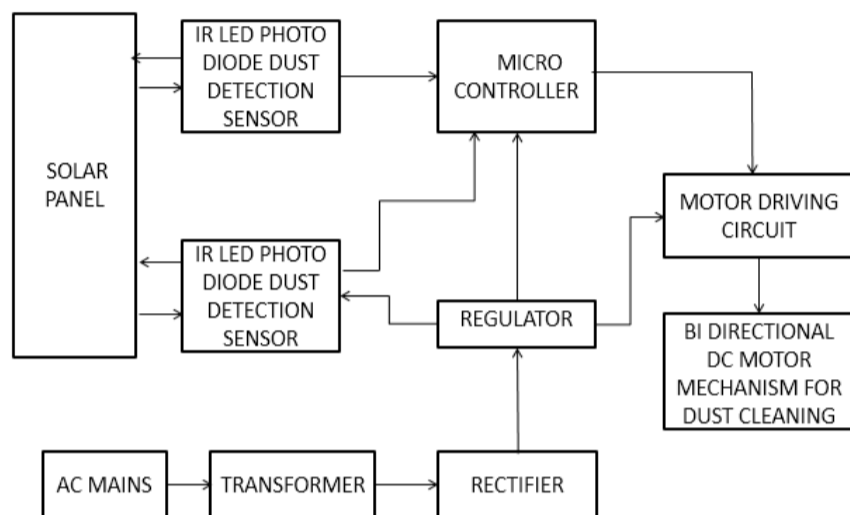 SOLAR
PANEL
IR LED PHOTO
DIODE DUST
DETECTION
SENSOR
MICRO
CONTROLLER
IR LED PHOTO
DIODE DUST
DETECTION
SENSOR
REGULATOR
MOTOR DRIVING
CIRCUIT
BI DIRECTIONAL
DC MOTOR
MECHANISM FOR
DUST CLEANING
AC MAINS
TRANSFORMER
RECTIFIER